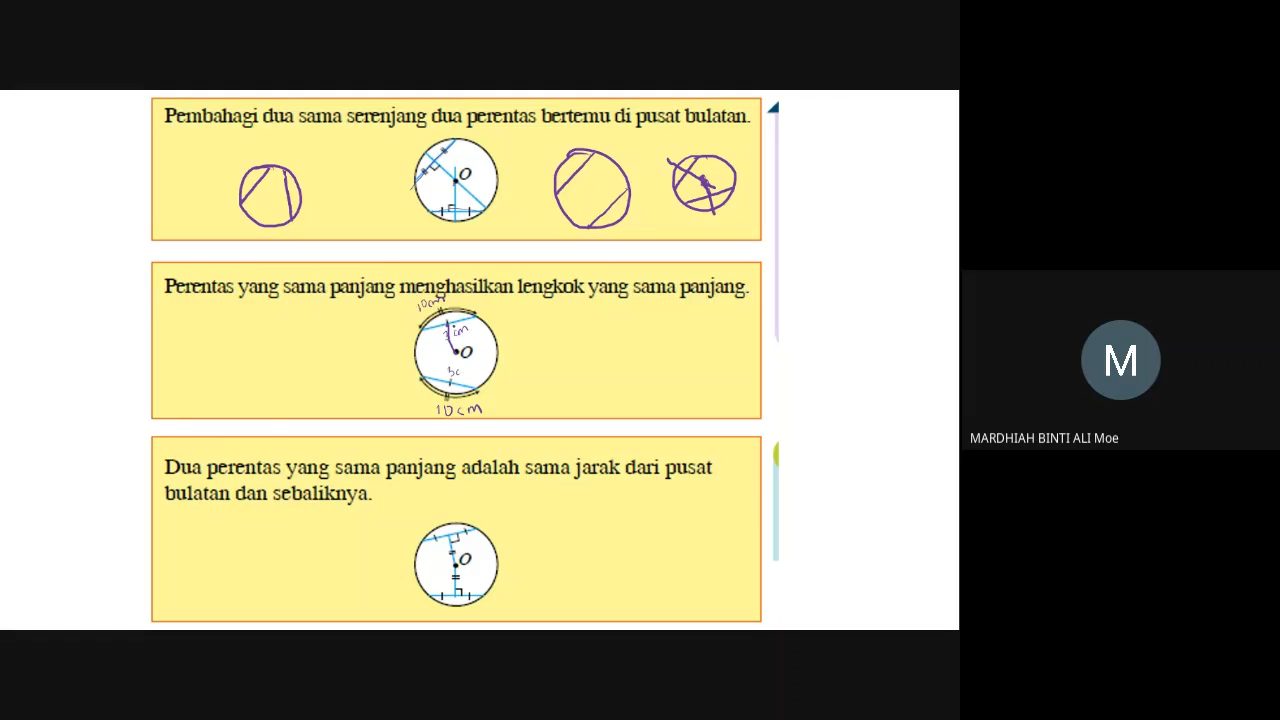 Pembahagi dua sama serenjang dua perentas bertemu di pusat bulatan.
O
Perentas yang sama panjang menghasilkan lengkok yang sama panjang.
10cm
3cm
O
3c
10cm
Dua perentas yang sama panjang adalah sama jarak dari pusat
bulatan dan sebaliknya.
O
M
MARDHIAH BINTI ALI Moe